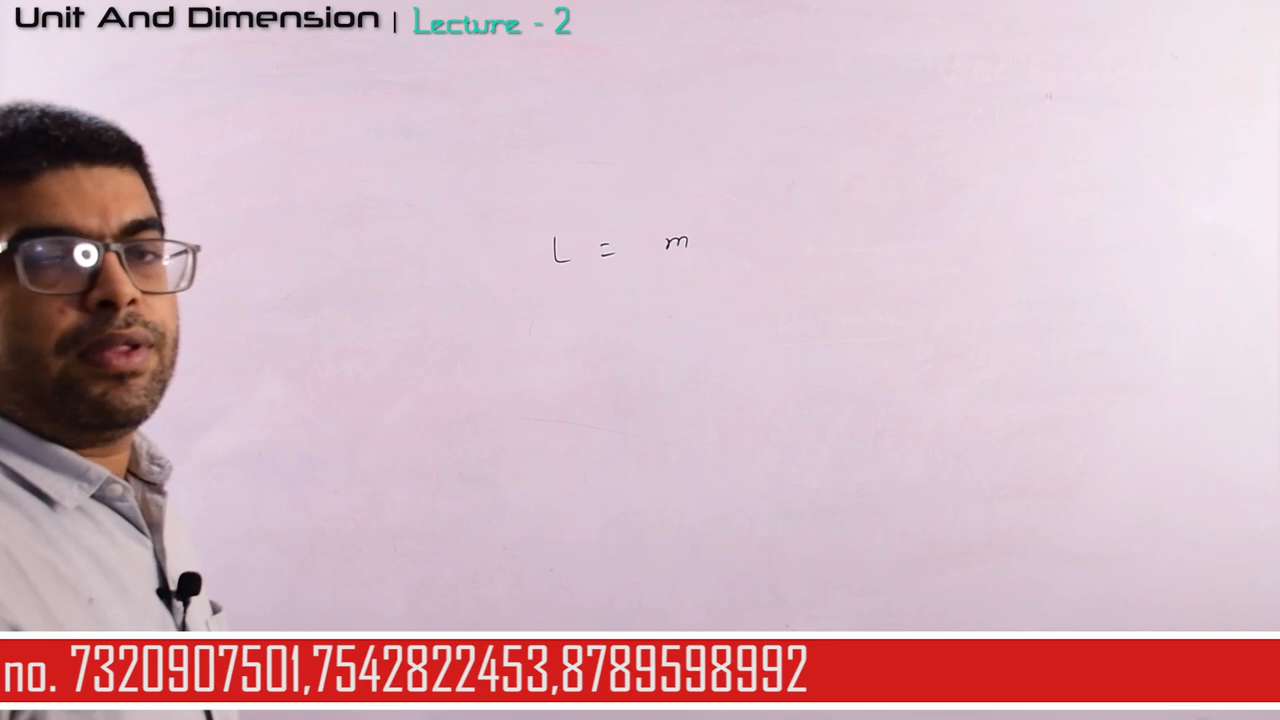 Unit And Dimension | Lecture - 2
L = m
no. 7320907501,7542822453,8789598992